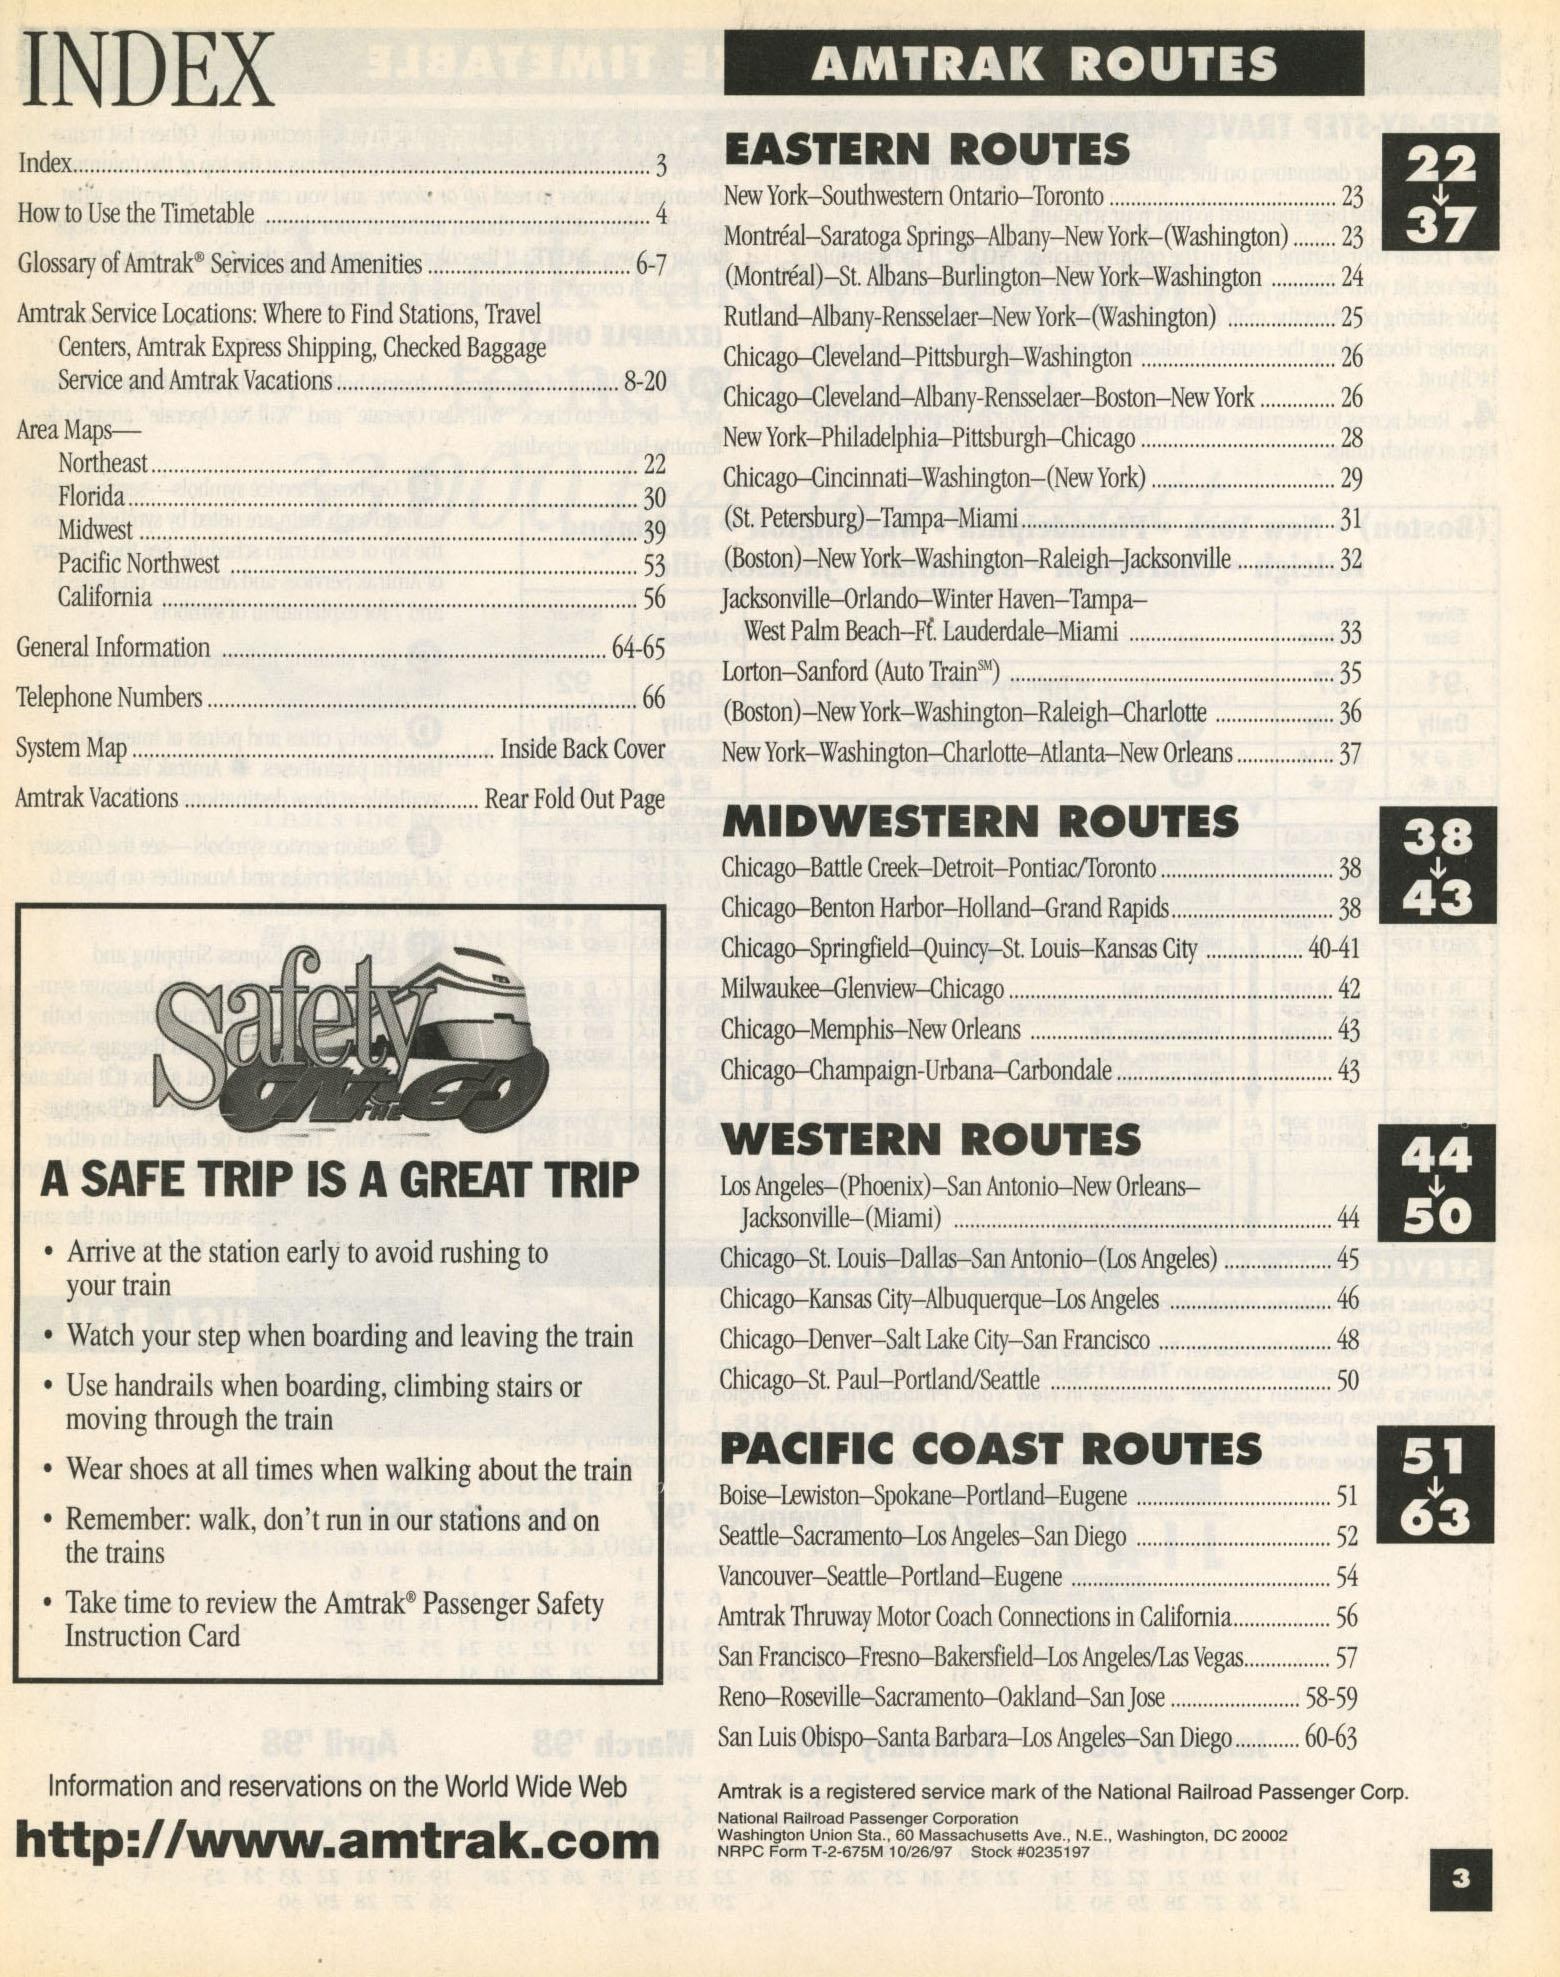 INDEX
Index 3
How to Use the Timetable 4
Glossary of Amtrak® Services and Amenities 6-7
Amtrak Service Locations: Where to Find Stations, Travel
Centers, Amtrak Express Shipping, Checked Baggage
Service and Amtrak Vacations 8-20
Area Maps—
Northeast 22
Florida 30
Midwest 39
Pacific Northwest 53
California 56
General Information 64-65
Telephone Numbers 66
System Map Inside Back Cover
Amtrak Vacations Rear Fold Out Page
Safety
ON THE GO
A SAFE TRIP IS A GREAT TRIP
• Arrive at the station early to avoid rushing to
your train
• Watch your step when boarding and leaving the train
• Use handrails when boarding, climbing stairs or
moving through the train
• Wear shoes at all times when walking about the train
• Remember: walk, don't run in our stations and on
the trains
• Take time to review the Amtrak® Passenger Safety
Instruction Card
Information and reservations on the World Wide Web
http://www.amtrak.com
AMTRAK ROUTES
EASTERN ROUTES
22
↓
37
New York–Southwestern Ontario–Toronto 23
Montréal–Saratoga Springs–Albany–New York–(Washington) 23
(Montréal)–St. Albans–Burlington–New York–Washington 24
Rutland–Albany-Rensselaer–New York–(Washington) 25
Chicago–Cleveland–Pittsburgh–Washington 26
Chicago–Cleveland–Albany-Rensselaer–Boston–New York 26
New York–Philadelphia–Pittsburgh–Chicago 28
Chicago–Cincinnati–Washington–(New York) 29
(St. Petersburg)–Tampa–Miami 31
(Boston)–New York–Washington–Raleigh–Jacksonville 32
Jacksonville–Orlando–Winter Haven–Tampa–
West Palm Beach–Ft. Lauderdale–Miami 33
Lorton–Sanford (Auto Train℠) 35
(Boston)–New York–Washington–Raleigh–Charlotte 36
New York–Washington–Charlotte–Atlanta–New Orleans 37
MIDWESTERN ROUTES
38
↓
43
Chicago–Battle Creek–Detroit–Pontiac/Toronto 38
Chicago–Benton Harbor–Holland–Grand Rapids 38
Chicago–Springfield–Quincy–St. Louis–Kansas City 40-41
Milwaukee–Glenview–Chicago 42
Chicago–Memphis–New Orleans 43
Chicago–Champaign-Urbana–Carbondale 43
WESTERN ROUTES
44
↓
50
Los Angeles–(Phoenix)–San Antonio–New Orleans–
Jacksonville–(Miami) 44
Chicago–St. Louis–Dallas–San Antonio–(Los Angeles) 45
Chicago–Kansas City–Albuquerque–Los Angeles 46
Chicago–Denver–Salt Lake City–San Francisco 48
Chicago–St. Paul–Portland/Seattle 50
PACIFIC COAST ROUTES
51
↓
63
Boise–Lewiston–Spokane–Portland–Eugene 51
Seattle–Sacramento–Los Angeles–San Diego 52
Vancouver–Seattle–Portland–Eugene 54
Amtrak Thruway Motor Coach Connections in California 56
San Francisco–Fresno–Bakersfield–Los Angeles/Las Vegas 57
Reno–Roseville–Sacramento–Oakland–San Jose 58-59
San Luis Obispo–Santa Barbara–Los Angeles–San Diego 60-63
Amtrak is a registered service mark of the National Railroad Passenger Corp.
National Railroad Passenger Corporation
Washington Union Sta., 60 Massachusetts Ave., N.E., Washington, DC 20002
NRPC Form T-2-675M 10/26/97 Stock #0235197
3